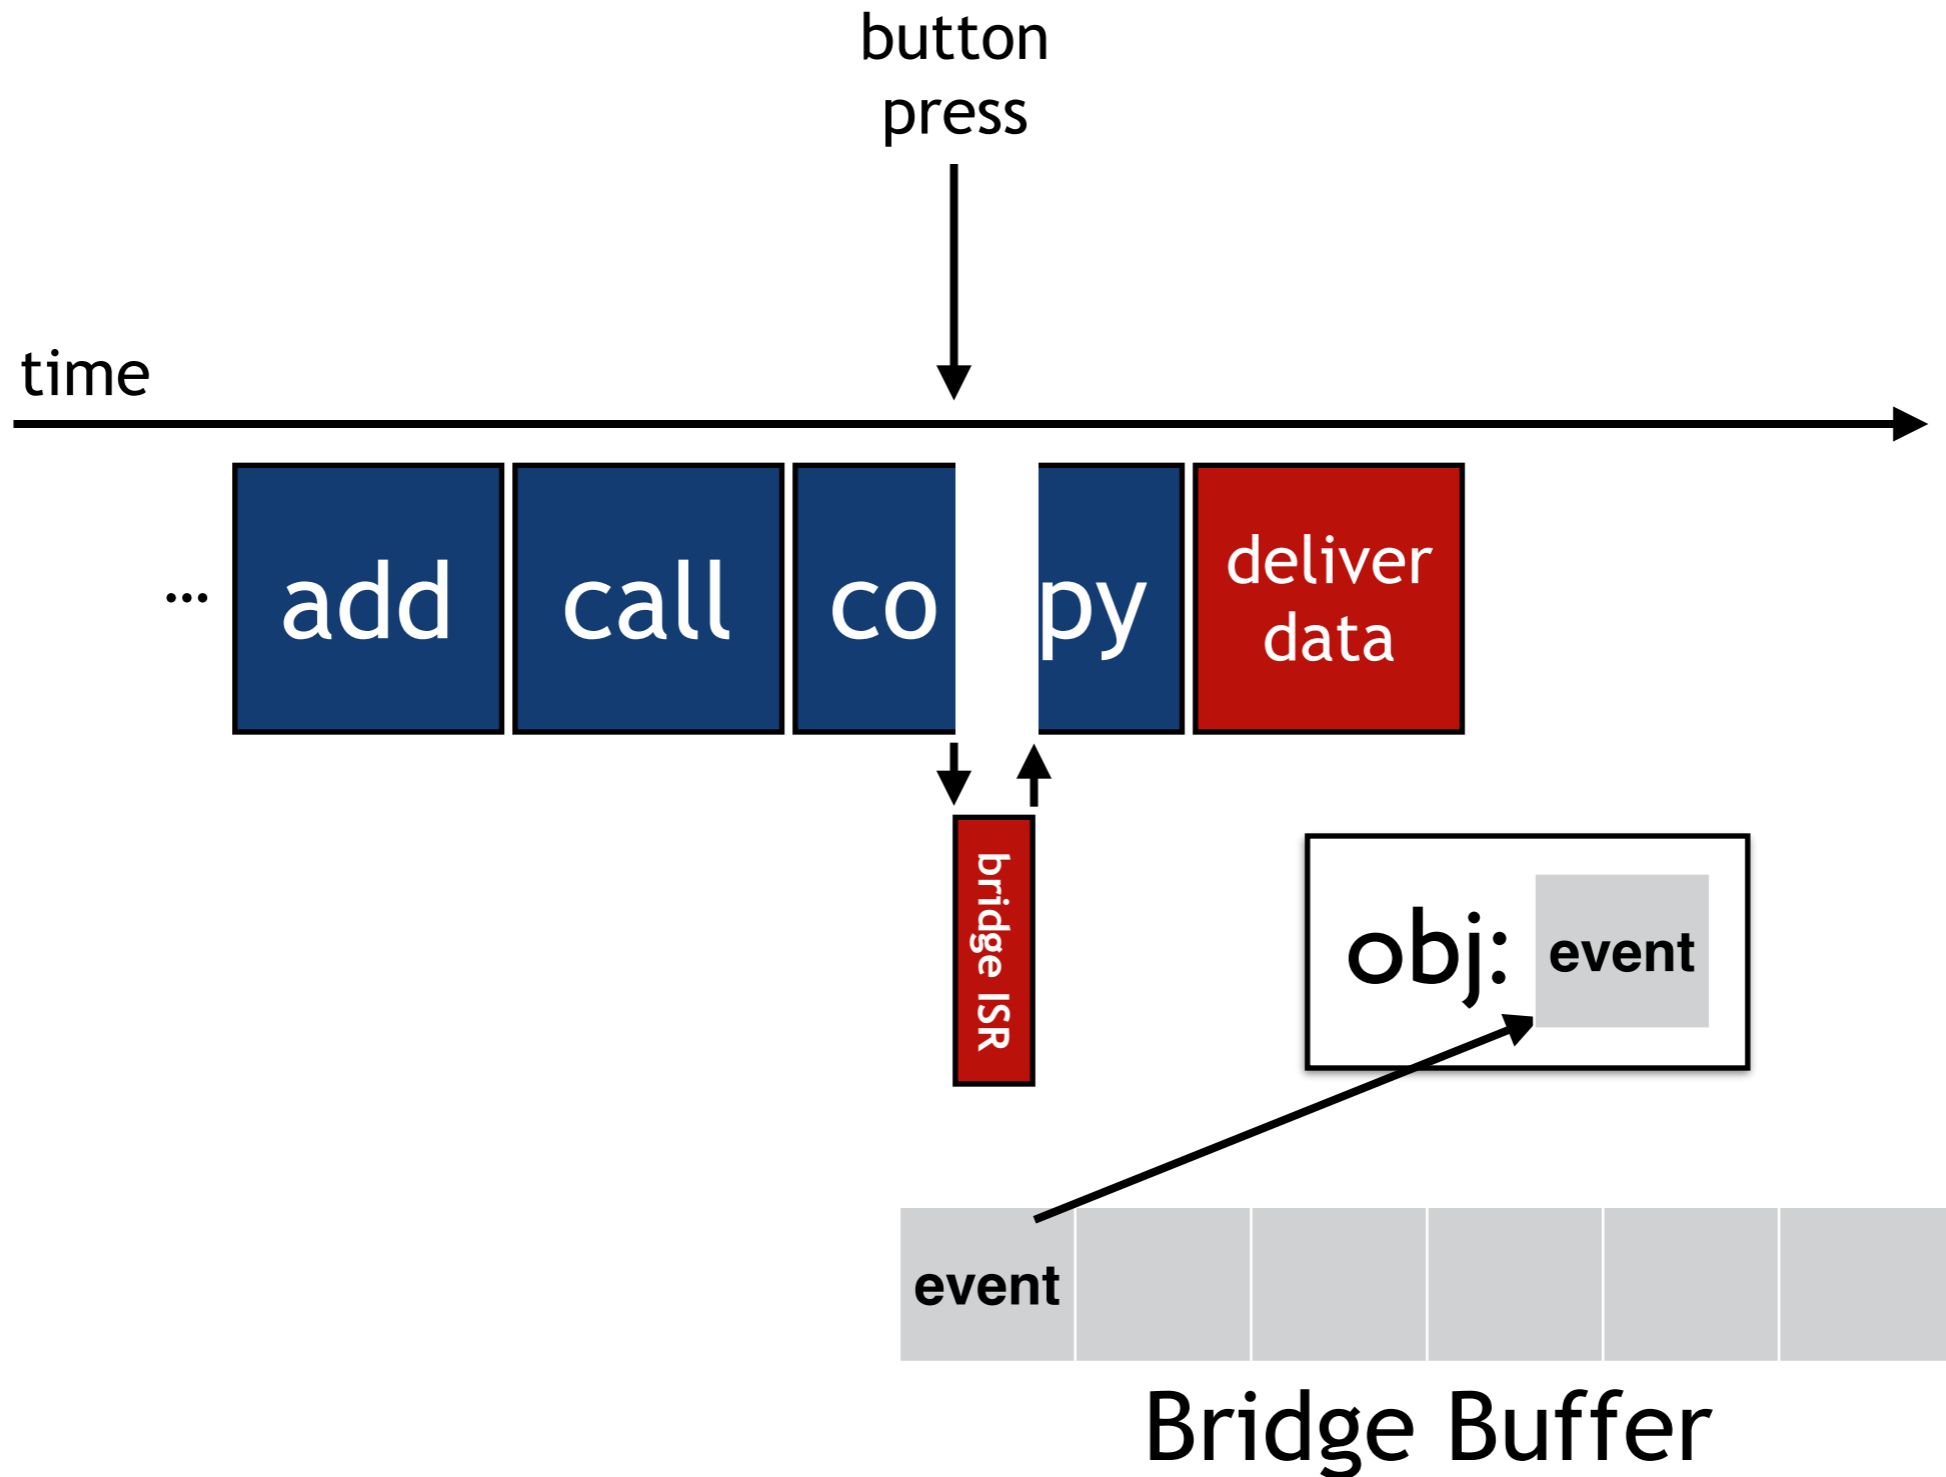 button
press
time
... add call co py deliver
data
bridge ISR
obj: event
event
Bridge Buffer